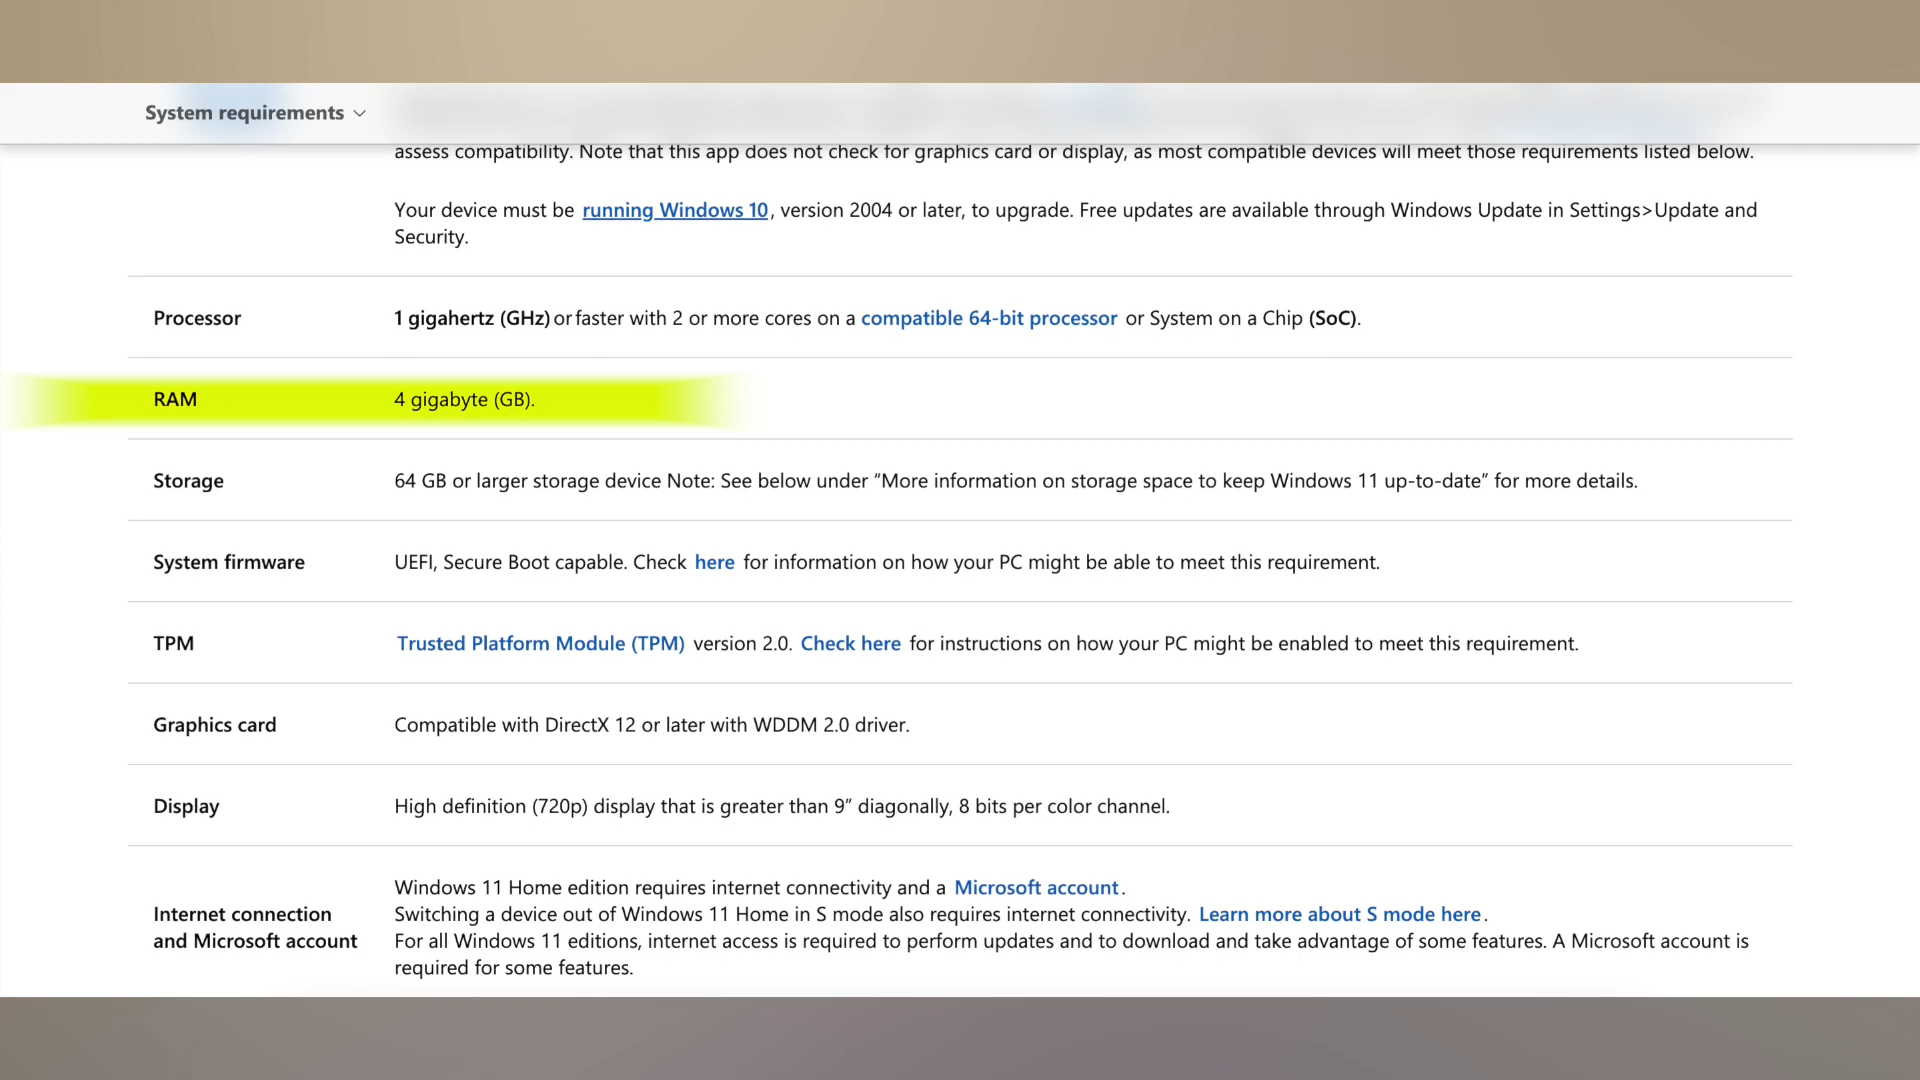 System requirements
assess compatibility. Note that this app does not check for graphics card or display, as most compatible devices will meet those requirements listed below.
Your device must be running Windows 10, version 2004 or later, to upgrade. Free updates are available through Windows Update in Settings>Update and
Security.
Processor
1 gigahertz (GHz) or faster with 2 or more cores on a compatible 64-bit processor or System on a Chip (SoC).
RAM
4 gigabyte (GB).
Storage
64 GB or larger storage device Note: See below under “More information on storage space to keep Windows 11 up-to-date” for more details.
System firmware
UEFI, Secure Boot capable. Check here for information on how your PC might be able to meet this requirement.
TPM
Trusted Platform Module (TPM) version 2.0. Check here for instructions on how your PC might be enabled to meet this requirement.
Graphics card
Compatible with DirectX 12 or later with WDDM 2.0 driver.
Display
High definition (720p) display that is greater than 9” diagonally, 8 bits per color channel.
Internet connection
and Microsoft account
Windows 11 Home edition requires internet connectivity and a Microsoft account.
Switching a device out of Windows 11 Home in S mode also requires internet connectivity. Learn more about S mode here.
For all Windows 11 editions, internet access is required to perform updates and to download and take advantage of some features. A Microsoft account is
required for some features.